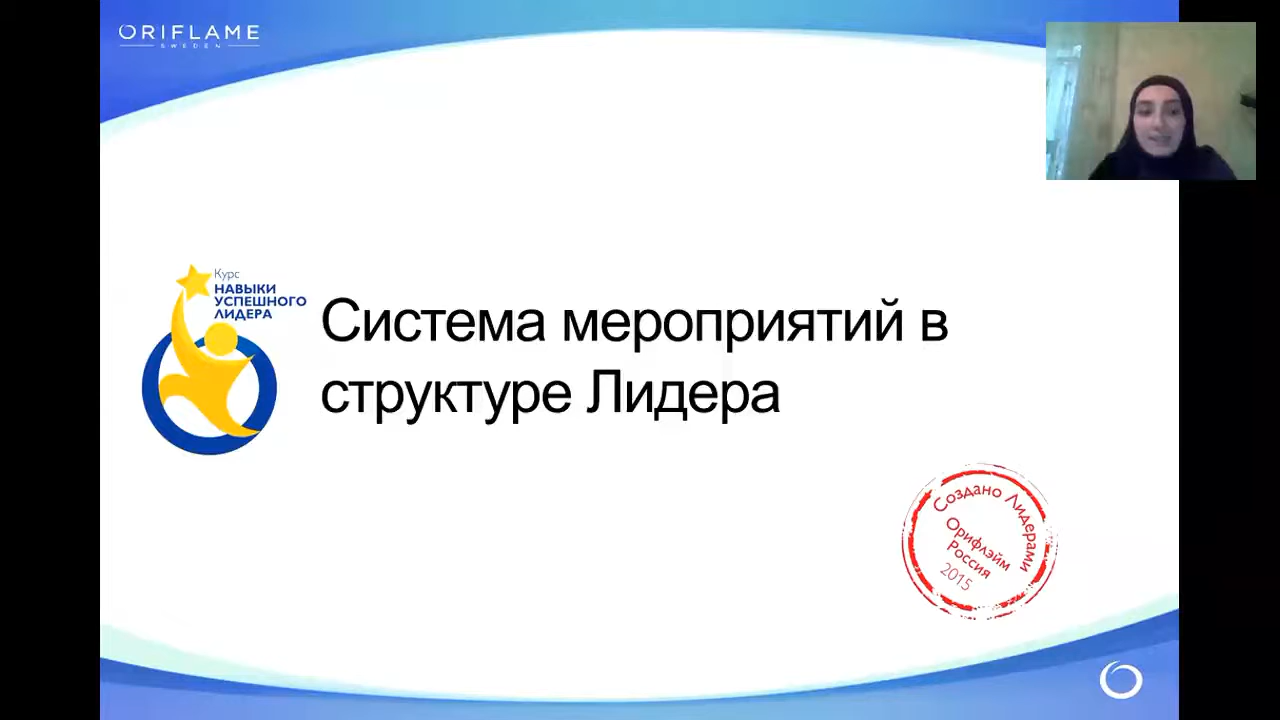 ORIFLAME
SWEDEN
Курс
НАВЫКИ
УСПЕШНОГО
ЛИДЕРА
Система мероприятий в
структуре Лидера
Создано Лидерами
Орифлэйм
Россия
2015